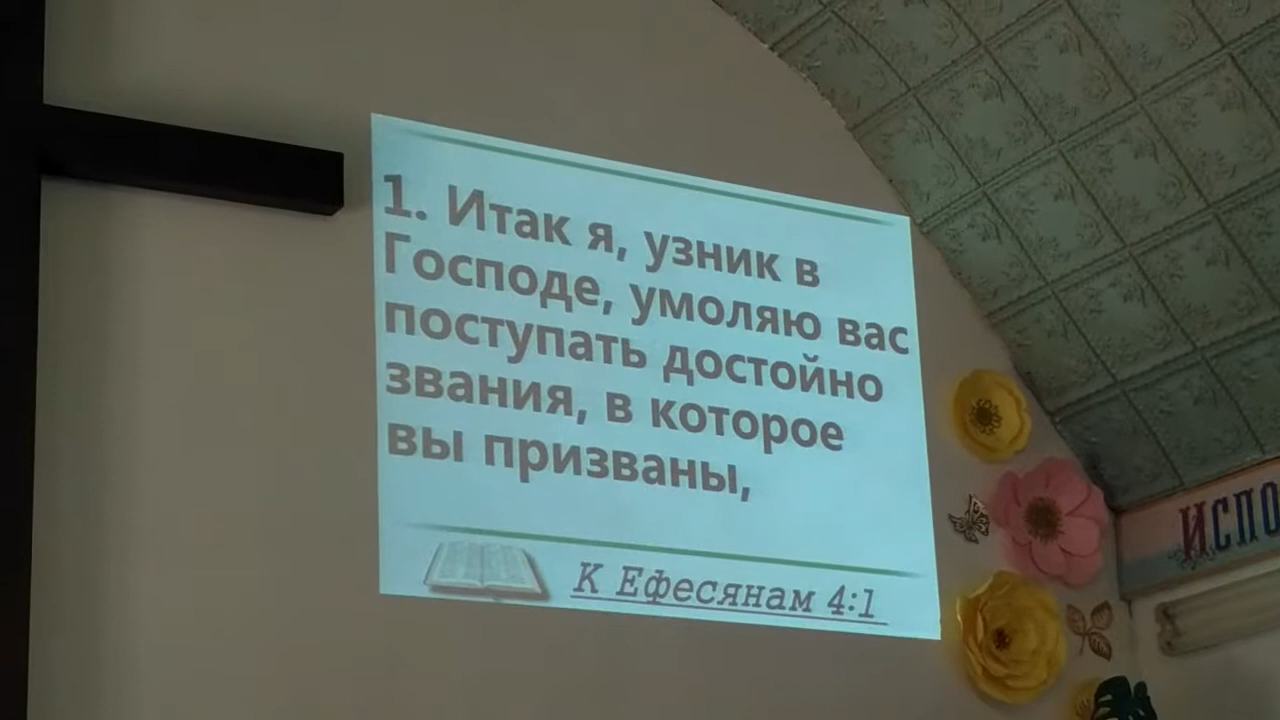 1. Итак я, узник в
Господе, умоляю вас
поступать достойно
звания, в которое
вы призваны,
К Ефесянам 4:1